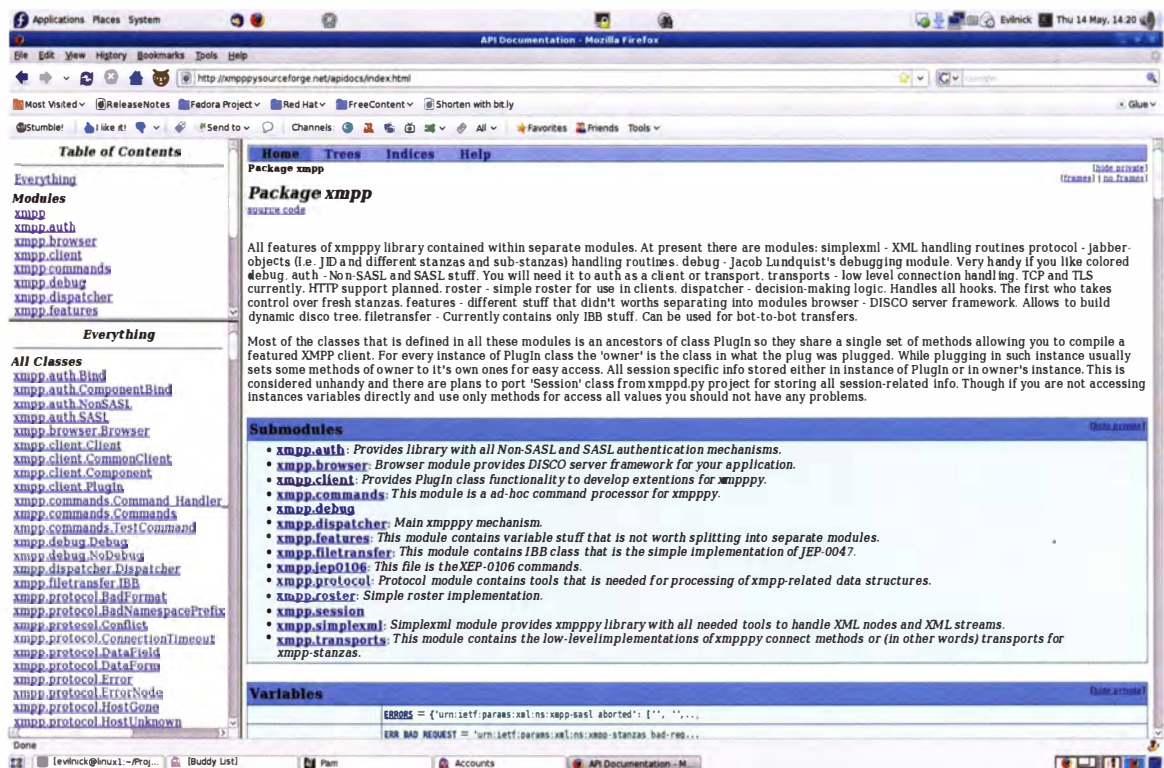 Applications Places System
Evilnick Thu 14 May, 14.20
API Documentation - Mozilla Firefox
File Edit View History Bookmarks Tools Help
http://xmpppysourceforge.net/apidocs/index.html
Most Visited ReleaseNotes Fedora Project Red Hat FreeContent Shorten with bit.ly Glue
Stumble! I like it! Send to Channels: All Favorites Friends Tools
Table of Contents
Everything
Modules
xmpp
xmpp.auth
xmpp.browser
xmpp.client
xmpp commands
xmpp.debug
xmpp.dispatcher
xmpp.features
Everything
All Classes
xmpp.auth.Bind
xmpp.auth.ComponentBind
xmpp.auth.NonSASL
xmpp.auth.SASL
xmpp.browser.Browser
xmpp.client.Client
xmpp.client.CommonClient
xmpp.client.Component
xmpp.client.PlugIn
xmpp.commands.Command_Handler_
xmpp.commands.Commands
xmpp.commands.TestCommand
xmpp.debug.Debug
xmpp.debug.NoDebug
xmpp.dispatcher.Dispatcher
xmpp.filetransfer.IBB
xmpp.protocol.BadFormat
xmpp.protocol.BadNamespacePrefix
xmpp.protocol.Conflict
xmpp.protocol.ConnectionTimeout
xmpp.protocol.DataField
xmpp.protocol.DataForm
xmpp.protocol.Error
xmpp.protocol.ErrorNode
xmpp.protocol.HostGone
xmpp.protocol.HostUnknown
Home Trees Indices Help
Package xmpp
[hide private]
[frames] | no frames]
Package xmpp
source code
All features of xmpppy library contained within separate modules. At present there are modules: simplexml - XML handling routines protocol - jabber-
objects (I.e. JID and different stanzas and sub-stanzas) handling routines. debug - Jacob Lundquist's debugging module. Very handy if you like colored
debug. auth - Non-SASL and SASL stuff. You will need it to auth as a client or transport. transports - low level connection handling. TCP and TLS
currently. HTTP support planned. roster - simple roster for use in clients. dispatcher - decision-making logic. Handles all hooks. The first who takes
control over fresh stanzas. features - different stuff that didn't worths separating into modules browser - DISCO server framework. Allows to build
dynamic disco tree. filetransfer - Currently contains only IBB stuff. Can be used for bot-to-bot transfers.
Most of the classes that is defined in all these modules is an ancestors of class PlugIn so they share a single set of methods allowing you to compile a
featured XMPP client. For every instance of PlugIn class the 'owner' is the class in what the plug was plugged. While plugging in such instance usually
sets some methods of owner to it's own ones for easy access. All session specific info stored either in instance of PlugIn or in owner's instance. This is
considered unhandy and there are plans to port 'Session' class from xmppd.py project for storing all session-related info. Though if you are not accessing
instances variables directly and use only methods for access all values you should not have any problems.
Submodules [hide private]
• xmpp.auth: Provides library with all Non-SASL and SASL authentication mechanisms.
• xmpp.browser: Browser module provides DISCO server framework for your application.
• xmpp.client: Provides PlugIn class functionality to develop extentions for xmpppy.
• xmpp.commands: This module is a ad-hoc command processor for xmpppy.
• xmpp.debug
• xmpp.dispatcher: Main xmpppy mechanism.
• xmpp.features: This module contains variable stuff that is not worth splitting into separate modules.
• xmpp.filetransfer: This module contains IBB class that is the simple implementation of JEP-0047.
• xmpp.jep0106: This file is the XEP-0106 commands.
• xmpp.protocol: Protocol module contains tools that is needed for processing of xmpp-related data structures.
• xmpp.roster: Simple roster implementation.
• xmpp.session
• xmpp.simplexml: Simplexml module provides xmpppy library with all needed tools to handle XML nodes and XML streams.
• xmpp.transports: This module contains the low-level implementations of xmpppy connect methods or (in other words) transports for
xmpp-stanzas.
Variables [hide private]
ERRORS = {'urn:ietf:params:xml:ns:xmpp-sasl aborted': ['', '',...
ERR BAD REQUEST = 'urn:ietf:params:xml:ns:xmpp-stanzas bad-req...
Done
[evilnick@linux1:~/Proj... [Buddy List] Pam Accounts API Documentation - M...